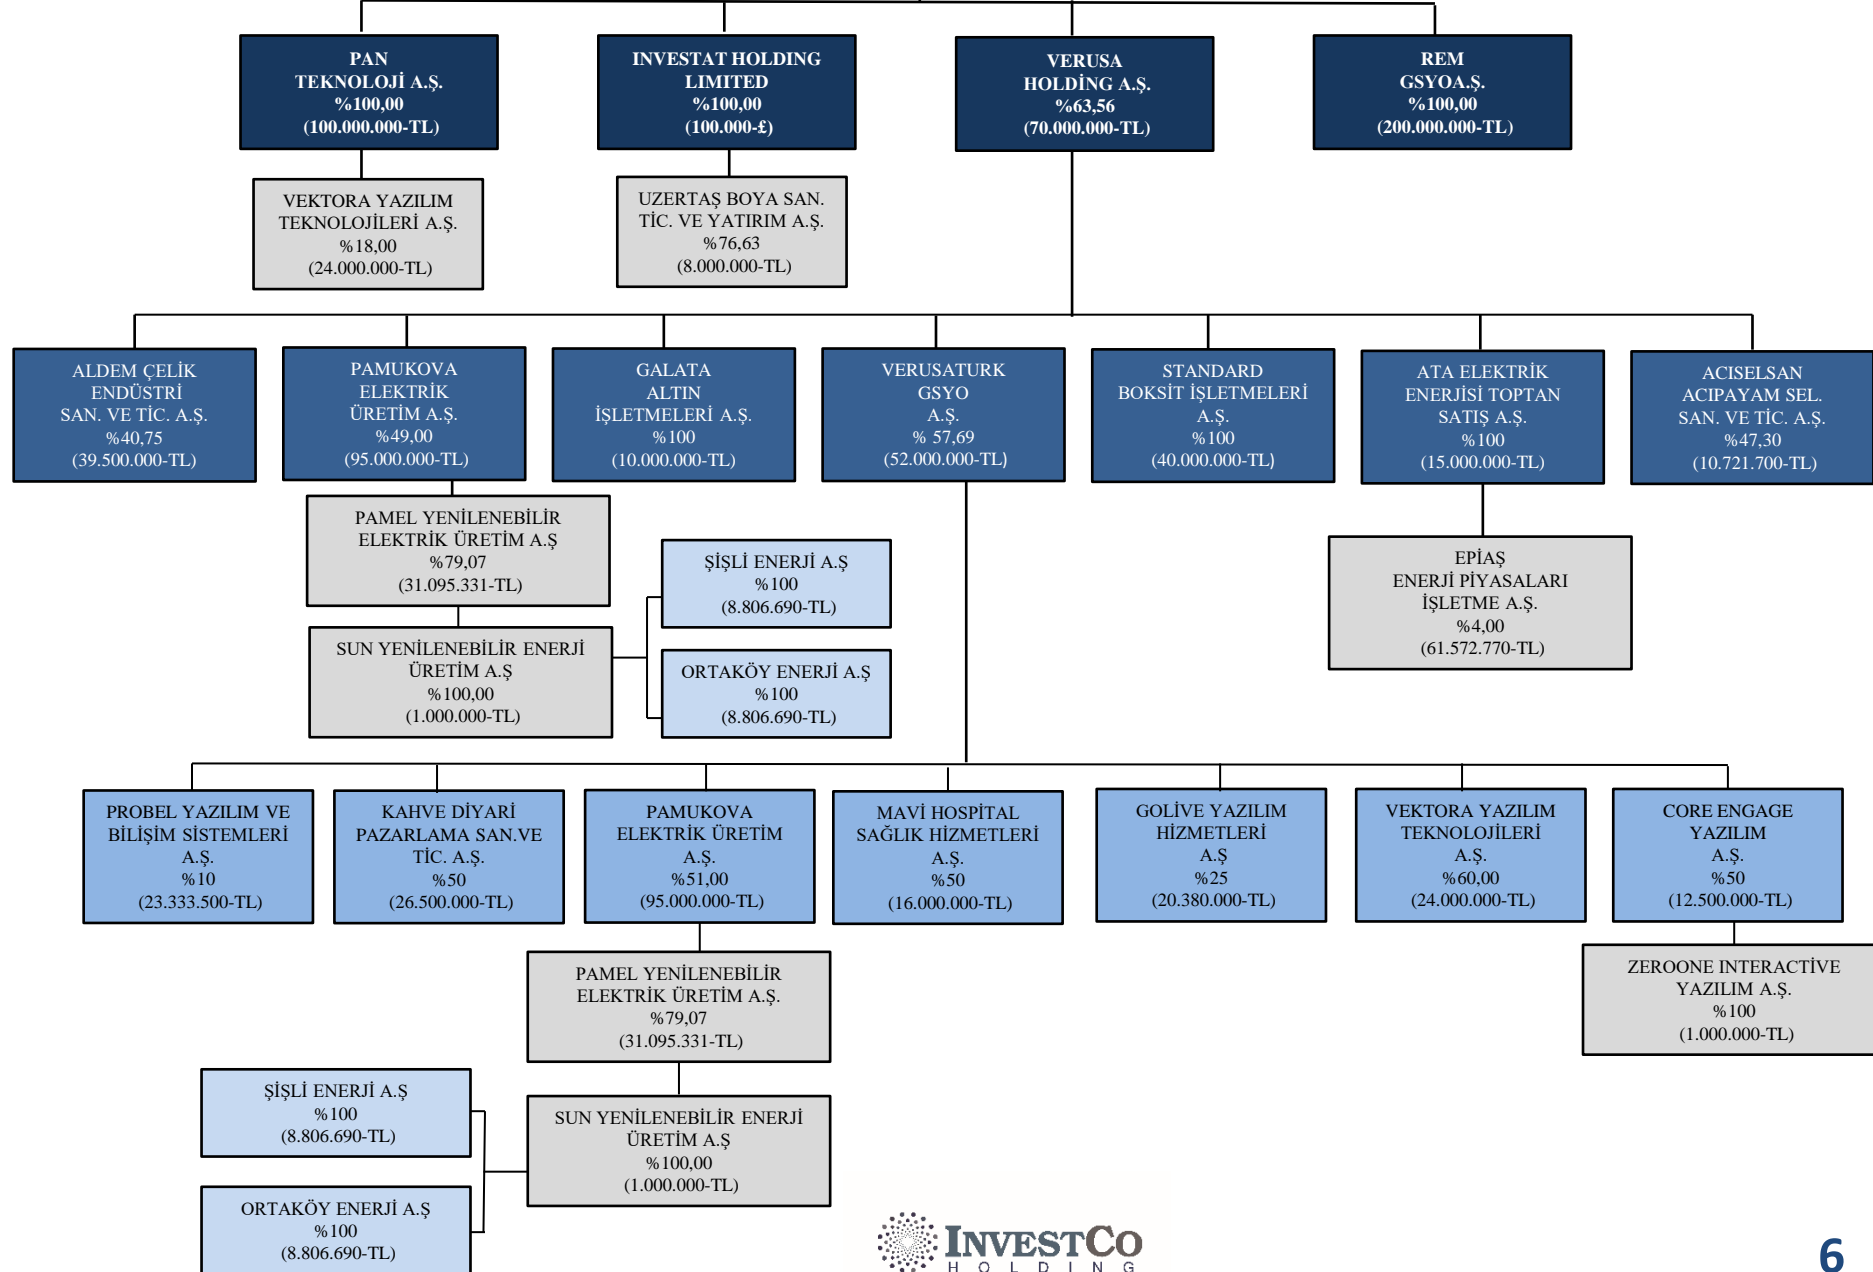 PAN
TEKNOLOJİ A.Ş.
%100,00
(100.000.000-TL)
INVESTAT HOLDING
LIMITED
%100,00
(100.000-£)
VERUSA
HOLDİNG A.Ş.
%63,56
(70.000.000-TL)
REM
GSYOA.Ş.
%100,00
(200.000.000-TL)
VEKTORA YAZILIM
TEKNOLOJİLERİ A.Ş.
%18,00
(24.000.000-TL)
UZERTAŞ BOYA SAN.
TİC. VE YATIRIM A.Ş.
%76,63
(8.000.000-TL)
ALDEM ÇELİK
ENDÜSTRİ
SAN. VE TİC. A.Ş.
%40,75
(39.500.000-TL)
PAMUKOVA
ELEKTRİK
ÜRETİM A.Ş.
%49,00
(95.000.000-TL)
GALATA
ALTIN
İŞLETMELERİ A.Ş.
%100
(10.000.000-TL)
VERUSATURK
GSYO
A.Ş.
% 57,69
(52.000.000-TL)
STANDARD
BOKSİT İŞLETMELERİ
A.Ş.
%100
(40.000.000-TL)
ATA ELEKTRİK
ENERJİSİ TOPTAN
SATIŞ A.Ş.
%100
(15.000.000-TL)
ACISELSAN
ACIPAYAM SEL.
SAN. VE TİC. A.Ş.
%47,30
(10.721.700-TL)
PAMEL YENİLENEBİLİR
ELEKTRİK ÜRETİM A.Ş
%79,07
(31.095.331-TL)
SUN YENİLENEBİLİR ENERJİ
ÜRETİM A.Ş
%100,00
(1.000.000-TL)
ŞİŞLİ ENERJİ A.Ş
%100
(8.806.690-TL)
ORTAKÖY ENERJİ A.Ş
%100
(8.806.690-TL)
EPİAŞ
ENERJİ PİYASALARI
İŞLETME A.Ş.
%4,00
(61.572.770-TL)
PROBEL YAZILIM VE
BİLİŞİM SİSTEMLERİ
A.Ş.
%10
(23.333.500-TL)
KAHVE DİYARİ
PAZARLAMA SAN.VE
TİC. A.Ş.
%50
(26.500.000-TL)
PAMUKOVA
ELEKTRİK ÜRETİM
A.Ş.
%51,00
(95.000.000-TL)
MAVİ HOSPİTAL
SAĞLIK HİZMETLERİ
A.Ş.
%50
(16.000.000-TL)
GOLİVE YAZILIM
HİZMETLERİ
A.Ş
%25
(20.380.000-TL)
VEKTORA YAZILIM
TEKNOLOJİLERİ
A.Ş.
%60,00
(24.000.000-TL)
CORE ENGAGE
YAZILIM
A.Ş.
%50
(12.500.000-TL)
PAMEL YENİLENEBİLİR
ELEKTRİK ÜRETİM A.Ş.
%79,07
(31.095.331-TL)
ZEROONE INTERACTİVE
YAZILIM A.Ş.
%100
(1.000.000-TL)
ŞİŞLİ ENERJİ A.Ş
%100
(8.806.690-TL)
SUN YENİLENEBİLİR ENERJİ
ÜRETİM A.Ş
%100,00
(1.000.000-TL)
ORTAKÖY ENERJİ A.Ş
%100
(8.806.690-TL)
INVESTCO
HOLDING
6